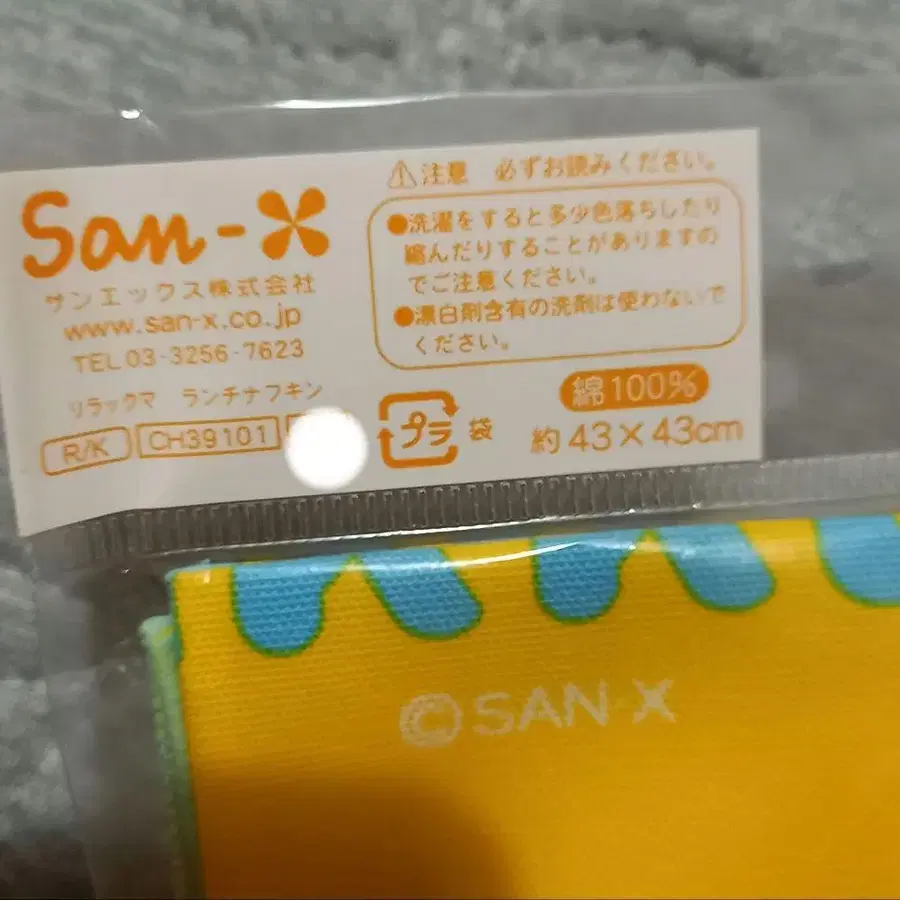 San-X
サンエックス株式会社
www.san-x.co.jp
TEL 03-3256-7623
リラックマ ランチナフキン
R/K CH39101
注意 必ずお読みください。
●洗濯をすると多少色落ちしたり
縮んだりすることがありますの
でご注意ください。
●漂白剤含有の洗剤は使わないで
ください。
プラ 袋
綿100%
約 43×43cm
©SAN-X